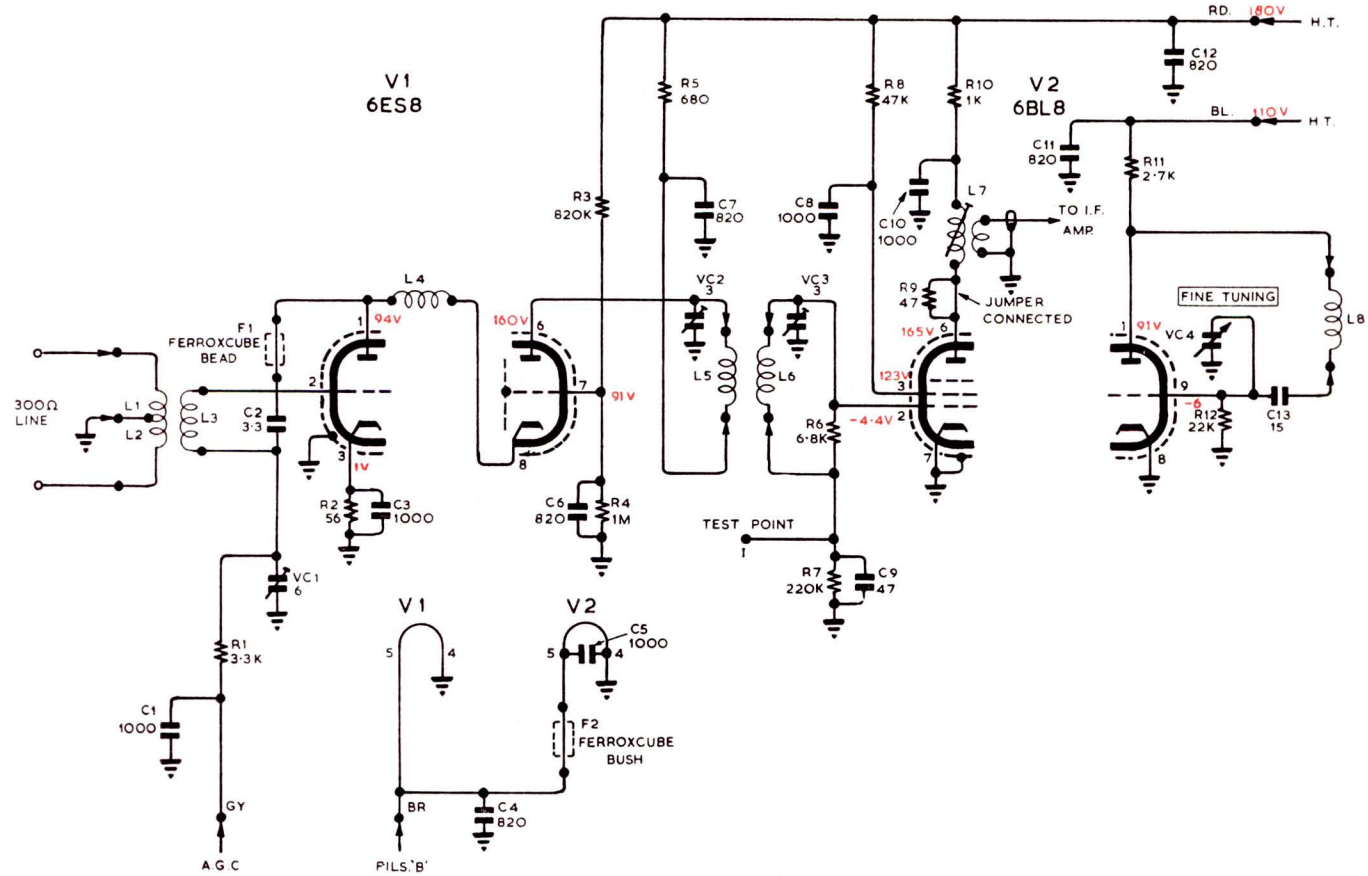 RD. 180V
H.T.
C12
820
V1
6ES8
R5
680
R8
47K
R10
1K
V2
6BL8
BL. 110V
H.T.
C11
820
R11
2·7K
R3
820K
C7
820
C8
1000
C10
1000
L7
TO I.F.
AMP.
L4
VC2
3
VC3
3
R9
47
JUMPER
CONNECTED
FINE TUNING
L8
F1
FERROXCUBE
BEAD
1
94V
160V
6
165V
6
1
91V
VC4
300Ω
LINE
L1
L2
L3
2
C2
3·3
7
91V
L5
L6
123V
3
2
-4.4V
R6
6.8K
9
-6
R12
22K
C13
15
3
1V
8
7
8
R2
56
C3
1000
C6
820
R4
1M
TEST POINT
1
R7
220K
C9
47
VC1
6
V1
V2
R1
3·3K
5
4
5
4
C5
1000
C1
1000
F2
FERROXCUBE
BUSH
GY
BR
C4
820
A.G.C
FILS.'B'